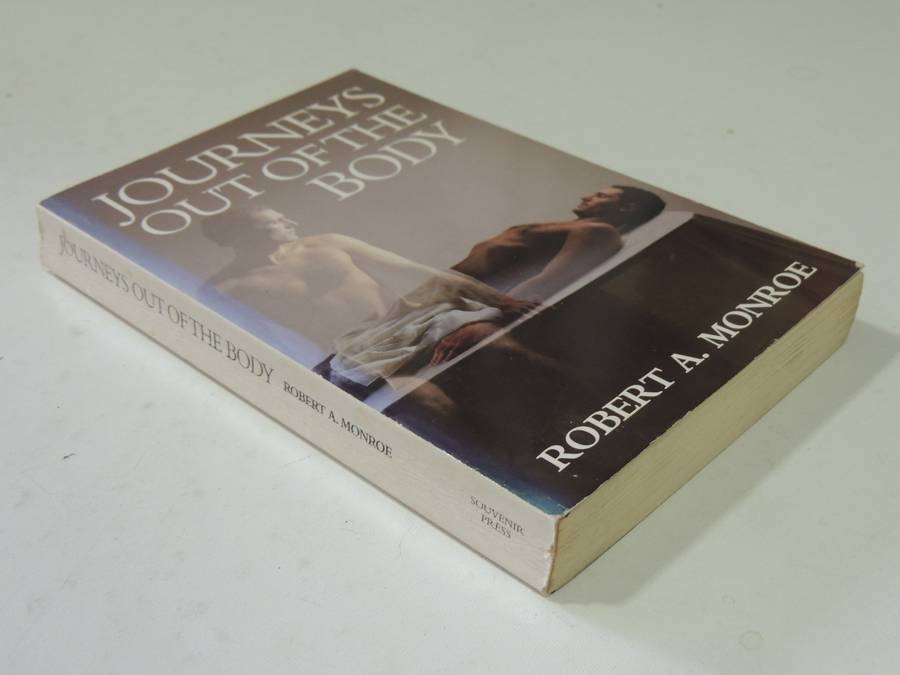 JOURNEYS
OUT OF THE
BODY
ROBERT A. MONROE
JOURNEYS OUT OF THE BODY ROBERT A. MONROE
SOUVENIR
PRESS